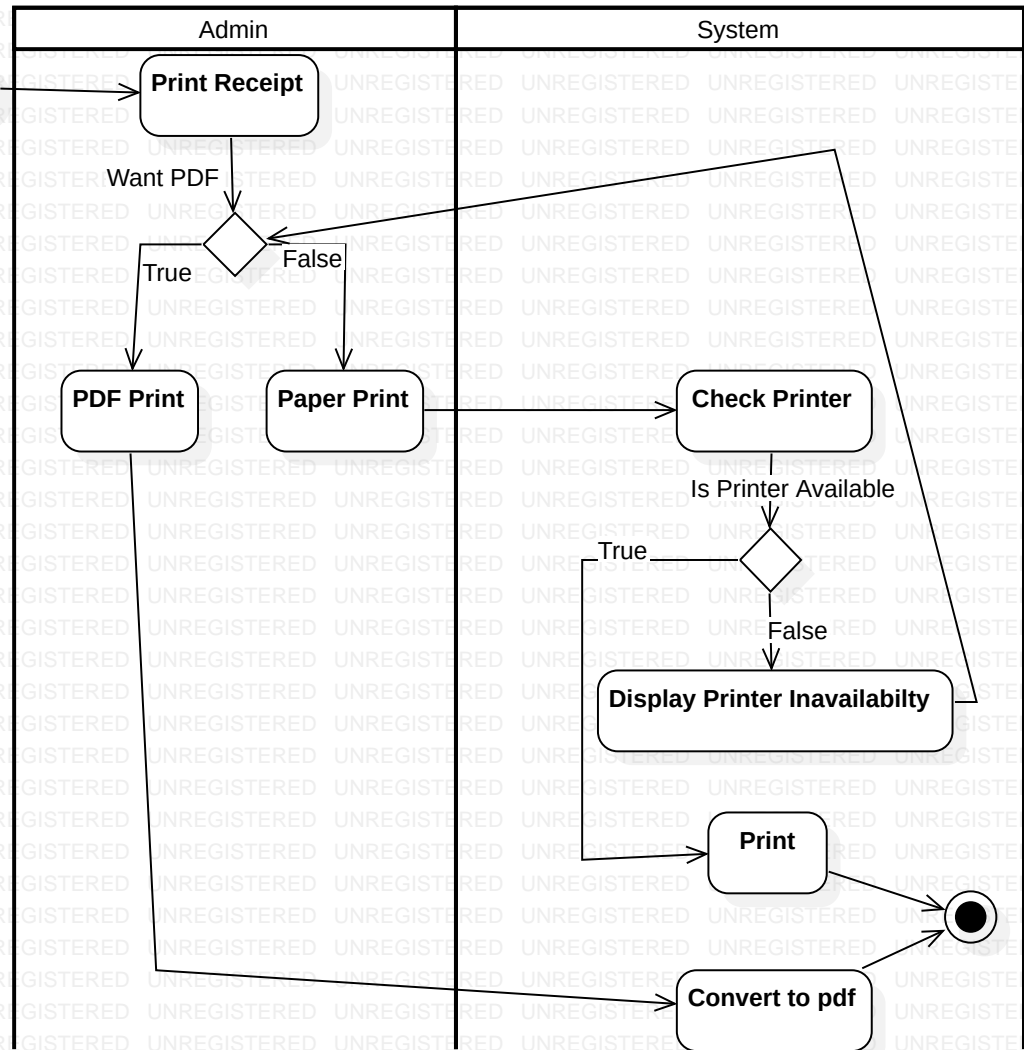 Admin
System
Print Receipt
Want PDF
True
False
PDF Print
Paper Print
Check Printer
Is Printer Available
True
False
Display Printer Inavailabilty
Print
Convert to pdf
UNREGISTERED